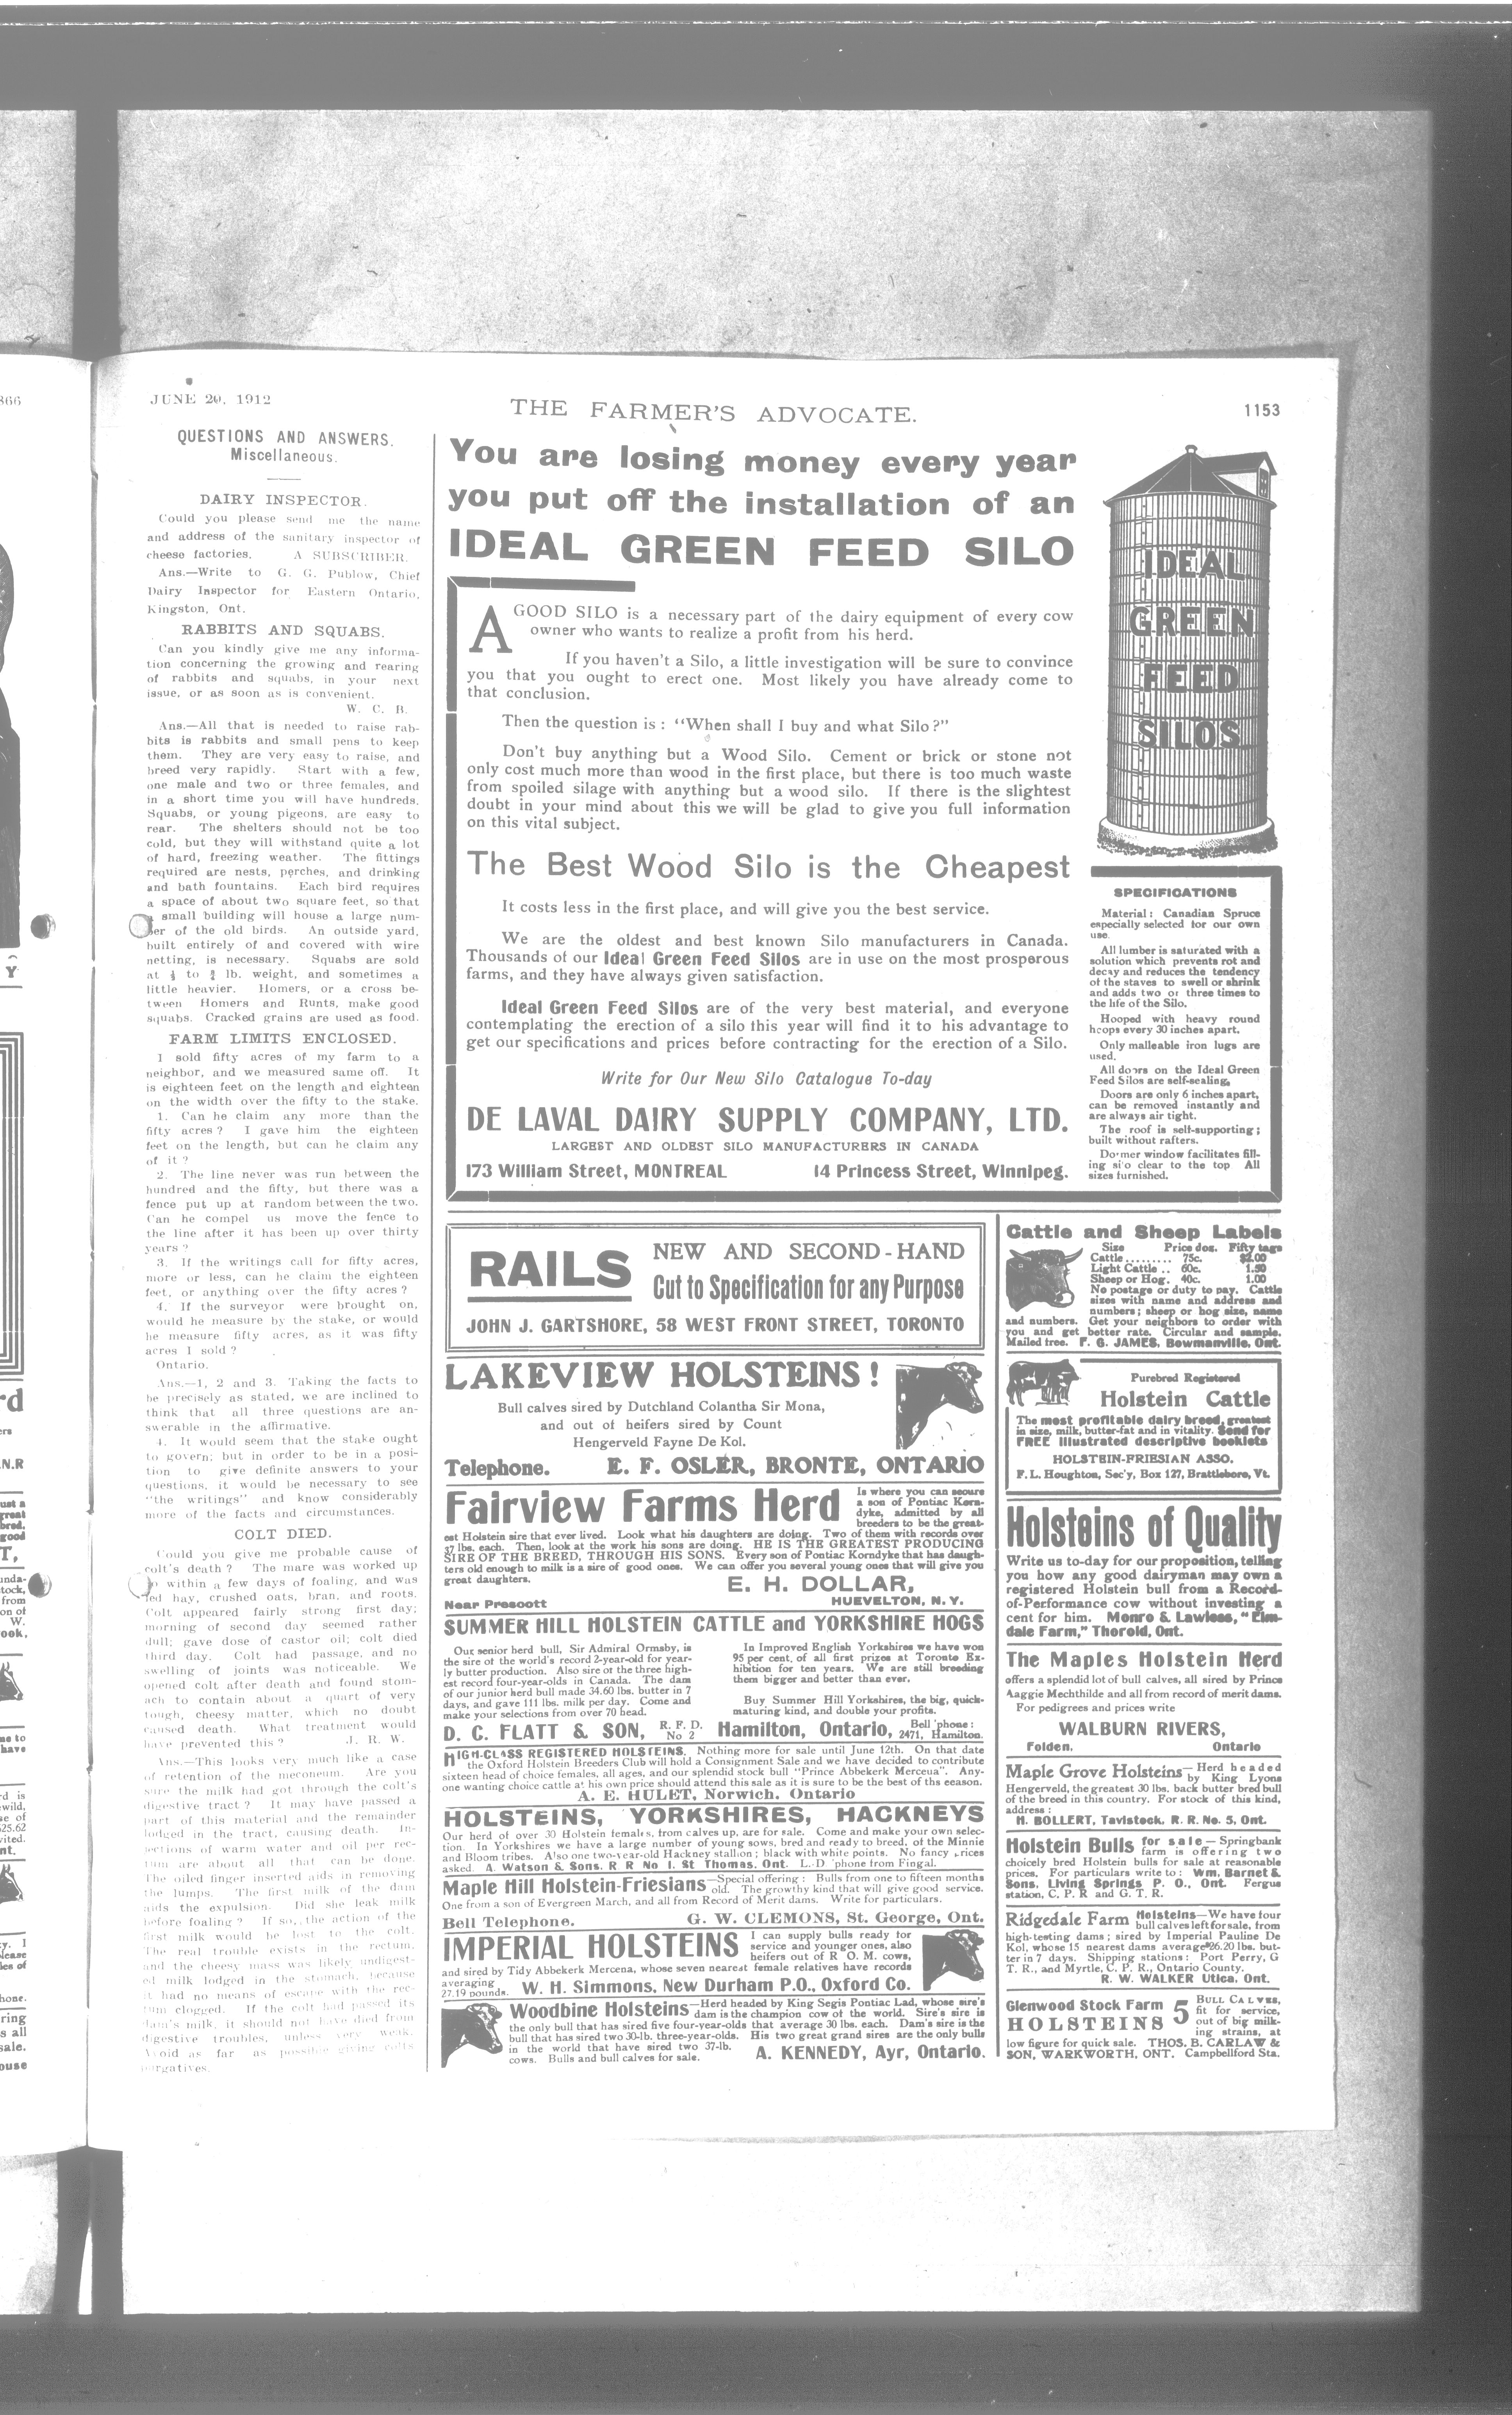 JUNE 20, 1912
THE FARMER'S ADVOCATE.
1153
QUESTIONS AND ANSWERS.
Miscellaneous.
DAIRY INSPECTOR.
Could you please send me the name
and address of the sanitary inspector of
cheese factories. A SUBSCRIBER.
Ans.—Write to G. G. Publow, Chief
Dairy Inspector for Eastern Ontario,
Kingston, Ont.
RABBITS AND SQUABS.
Can you kindly give me any informa-
tion concerning the growing and rearing
of rabbits and squabs, in your next
issue, or as soon as is convenient.
W. C. B.
Ans.—All that is needed to raise rab-
bits is rabbits and small pens to keep
them. They are very easy to raise, and
breed very rapidly. Start with a few,
one male and two or three females, and
in a short time you will have hundreds.
Squabs, or young pigeons, are easy to
rear. The shelters should not be too
cold, but they will withstand quite a lot
of hard, freezing weather. The fittings
required are nests, perches, and drinking
and bath fountains. Each bird requires
a space of about two square feet, so that
small building will house a large num-
ber of the old birds. An outside yard,
built entirely of and covered with wire
netting, is necessary. Squabs are sold
at to lb. weight, and sometimes a
little heavier. Homers, or a cross be-
tween Homers and Runts, make good
squabs. Cracked grains are used as food.
FARM LIMITS ENCLOSED.
I sold fifty acres of my farm to a
neighbor, and we measured same off. It
is eighteen feet on the length and eighteen
on the width over the fifty to the stake.
1. Can he claim any more than the
fifty acres? I gave him the eighteen
feet on the length, but can he claim any
of it?
2. The line never was run between the
hundred and the fifty, but there was a
fence put up at random between the two.
Can he compel us move the fence to
the line after it has been up over thirty
years?
3. If the writings call for fifty acres,
more or less, can he claim the eighteen
feet, or anything over the fifty acres?
4. If the surveyor were brought on,
would he measure by the stake, or would
he measure fifty acres, as it was fifty
acres I sold?
Ontario.
Ans.—1, 2 and 3. Taking the facts to
be precisely as stated, we are inclined to
think that all three questions are an-
swerable in the affirmative.
4. It would seem that the stake ought
to govern; but in order to be in a posi-
tion to give definite answers to your
questions, it would be necessary to see
"the writings" and know considerably
more of the facts and circumstances.
COLT DIED.
Could you give me probable cause of
colt's death? The mare was worked up
to within a few days of foaling, and was
fed hay, crushed oats, bran, and roots.
Colt appeared fairly strong first day;
morning of second day seemed rather
dull; gave dose of castor oil; colt died
third day. Colt had passage, and no
swelling of joints was noticeable. We
opened colt after death and found stom-
ach to contain about a quart of very
tough, cheesy matter, which no doubt
caused death. What treatment would
have prevented this? J. R. W.
Ans.—This looks very much like a case
of retention of the meconeum. Are you
sure the milk had got through the colt's
digestive tract? It may have passed a
part of this material and the remainder
lodged in the tract, causing death. In-
jections of warm water and oil per rec-
tum are about all that can be done.
The oiled finger inserted aids in removing
the lumps. The first milk of the dam
aids the expulsion. Did she leak milk
before foaling? If so, the action of the
first milk would be lost to the colt.
The real trouble exists in the rectum,
and the cheesy mass was likely undigest-
ed milk lodged in the stomach, because
it had no means of escape with the rec-
tum clogged. If the colt had passed its
dam's milk, it should not have died from
digestive troubles, unless very weak.
Avoid as far as possible giving colts
purgatives.
You are losing money every year
you put off the installation of an
IDEAL GREEN FEED SILO
A GOOD SILO is a necessary part of the dairy equipment of every cow
owner who wants to realize a profit from his herd.
If you haven't a Silo, a little investigation will be sure to convince
you that you ought to erect one. Most likely you have already come to
that conclusion.
Then the question is: "When shall I buy and what Silo?"
Don't buy anything but a Wood Silo. Cement or brick or stone not
only cost much more than wood in the first place, but there is too much waste
from spoiled silage with anything but a wood silo. If there is the slightest
doubt in your mind about this we will be glad to give you full information
on this vital subject.
The Best Wood Silo is the Cheapest
It costs less in the first place, and will give you the best service.
We are the oldest and best known Silo manufacturers in Canada.
Thousands of our Ideal Green Feed Silos are in use on the most prosperous
farms, and they have always given satisfaction.
Ideal Green Feed Silos are of the very best material, and everyone
contemplating the erection of a silo this year will find it to his advantage to
get our specifications and prices before contracting for the erection of a Silo.
Write for Our New Silo Catalogue To-day
DE LAVAL DAIRY SUPPLY COMPANY, LTD.
LARGEST AND OLDEST SILO MANUFACTURERS IN CANADA
173 William Street, MONTREAL 14 Princess Street, Winnipeg.
IDEAL
GREEN
FEED
SILOS
SPECIFICATIONS
Material: Canadian Spruce
especially selected for our own
use.
All lumber is saturated with a
solution which prevents rot and
decay and reduces the tendency
of the staves to swell or shrink
and adds two or three times to
the life of the Silo.
Hooped with heavy round
hoops every 30 inches apart.
Only malleable iron lugs are
used.
All doors on the Ideal Green
Feed Silos are self-sealing.
Doors are only 6 inches apart,
can be removed instantly and
are always air tight.
The roof is self-supporting;
built without rafters.
Dormer window facilitates fill-
ing silo clear to the top All
sizes furnished.
RAILS
NEW AND SECOND-HAND
Cut to Specification for any Purpose
JOHN J. GARTSHORE, 58 WEST FRONT STREET, TORONTO
LAKEVIEW HOLSTEINS!
Bull calves sired by Dutchland Colantha Sir Mona,
and out of heifers sired by Count
Hengerveld Fayne De Kol.
Telephone. E. F. OSLER, BRONTE, ONTARIO
Fairview Farms Herd
Is where you can secure
a son of Pontiac Korn-
dyke, admitted by all
breeders to be the great-
est Holstein sire that ever lived. Look what his daughters are doing. Two of them with records over
37 lbs. each. Then, look at the work his sons are doing. HE IS THE GREATEST PRODUCING
SIRE OF THE BREED, THROUGH HIS SONS. Every son of Pontiac Korndyke that has daugh-
ters old enough to milk is a sire of good ones. We can offer you several young ones that will give you
great daughters.
E. H. DOLLAR,
Near Prescott HUEVELTON, N. Y.
SUMMER HILL HOLSTEIN CATTLE and YORKSHIRE HOGS
Our senior herd bull, Sir Admiral Ormsby, is
the sire of the world's record 2-year-old for year-
ly butter production. Also sire of the three high-
est record four-year-olds in Canada. The dam
of our junior herd bull made 34.60 lbs. butter in 7
days, and gave 111 lbs. milk per day. Come and
make your selections from over 70 head.
In Improved English Yorkshires we have won
95 per cent. of all first prizes at Toronto Ex-
hibition for ten years. We are still breeding
them bigger and better than ever.
Buy Summer Hill Yorkshires, the big, quick-
maturing kind, and double your profits.
D. C. FLATT & SON, R. F. D. No 2 Hamilton, Ontario, Bell 'phone: 2471, Hamilton.
HIGH-CLASS REGISTERED HOLSTEINS. Nothing more for sale until June 12th. On that date
the Oxford Holstein Breeders Club will hold a Consignment Sale and we have decided to contribute
sixteen head of choice females, all ages, and our splendid stock bull "Prince Abbekerk Mercena". Any-
one wanting choice cattle at his own price should attend this sale as it is sure to be the best of ths season.
A. E. HULET, Norwich, Ontario
HOLSTEINS, YORKSHIRES, HACKNEYS
Our herd of over 30 Holstein females, from calves up, are for sale. Come and make your own selec-
tion. In Yorkshires we have a large number of young sows, bred and ready to breed, of the Minnie
and Bloom tribes. Also one two-year-old Hackney stallion; black with white points. No fancy prices
asked. A. Watson & Sons, R R No 1, St Thomas, Ont. L.-D 'phone from Fingal.
Maple Hill Holstein-Friesians—Special offering: Bulls from one to fifteen months
old. The growthy kind that will give good service.
One from a son of Evergreen March, and all from Record of Merit dams. Write for particulars.
Bell Telephone. G. W. CLEMONS, St. George, Ont.
IMPERIAL HOLSTEINS
I can supply bulls ready for
service and younger ones, also
heifers out of R O. M. cows,
and sired by Tidy Abbekerk Mercena, whose seven nearest female relatives have records
averaging
27.19 pounds. W. H. Simmons, New Durham P.O., Oxford Co.
Woodbine Holsteins—Herd headed by King Segis Pontiac Lad, whose sire's
dam is the champion cow of the world. Sire's sire is
the only bull that has sired five four-year-olds that average 30 lbs. each. Dam's sire is the
bull that has sired two 30-lb. three-year-olds. His two great grand sires are the only bulls
in the world that have sired two 37-lb.
cows. Bulls and bull calves for sale. A. KENNEDY, Ayr, Ontario.
Cattle and Sheep Labels
Size Price doz. Fifty tags
Cattle......... 75c. $2.00
Light Cattle .. 60c. 1.50
Sheep or Hog. 40c. 1.00
No postage or duty to pay. Cattle
sizes with name and address and
numbers; sheep or hog size, name
and numbers. Get your neighbors to order with
you and get better rate. Circular and sample.
Mailed free. F. G. JAMES, Bowmanville, Ont.
Purebred Registered
Holstein Cattle
The most profitable dairy breed, greatest
in size, milk, butter-fat and in vitality. Send for
FREE illustrated descriptive booklets
HOLSTEIN-FRIESIAN ASSO.
F. L. Houghton, Sec'y, Box 127, Brattleboro, Vt.
Holsteins of Quality
Write us to-day for our proposition, telling
you how any good dairyman may own a
registered Holstein bull from a Record-
of-Performance cow without investing a
cent for him. Monro & Lawless, "Elm-
dale Farm," Thorold, Ont.
The Maples Holstein Herd
offers a splendid lot of bull calves, all sired by Prince
Aaggie Mechthilde and all from record of merit dams.
For pedigrees and prices write
WALBURN RIVERS,
Folden, Ontario
Maple Grove Holsteins—Herd headed
by King Lyons
Hengerveld, the greatest 30 lbs. back butter bred bull
of the breed in this country. For stock of this kind,
address:
H. BOLLERT, Tavistock, R. R. No. 5, Ont.
Holstein Bulls for sale—Springbank
farm is offering two
choicely bred Holstein bulls for sale at reasonable
prices. For particulars write to: Wm. Barnet &
Sons, Living Springs P. O., Ont. Fergus
station, C. P. R and G. T. R.
Ridgedale Farm Holsteins—We have four
bull calves left for sale, from
high-testing dams; sired by Imperial Pauline De
Kol, whose 15 nearest dams average 26.20 lbs. but-
ter in 7 days. Shipping stations: Port Perry, G
T. R., and Myrtle, C. P. R., Ontario County.
R. W. WALKER Utica, Ont.
Glenwood Stock Farm
HOLSTEINS
5 BULL CALVES,
fit for service,
out of big milk-
ing strains, at
low figure for quick sale. THOS. B. CARLAW &
SON, WARKWORTH, ONT. Campbellford Sta.